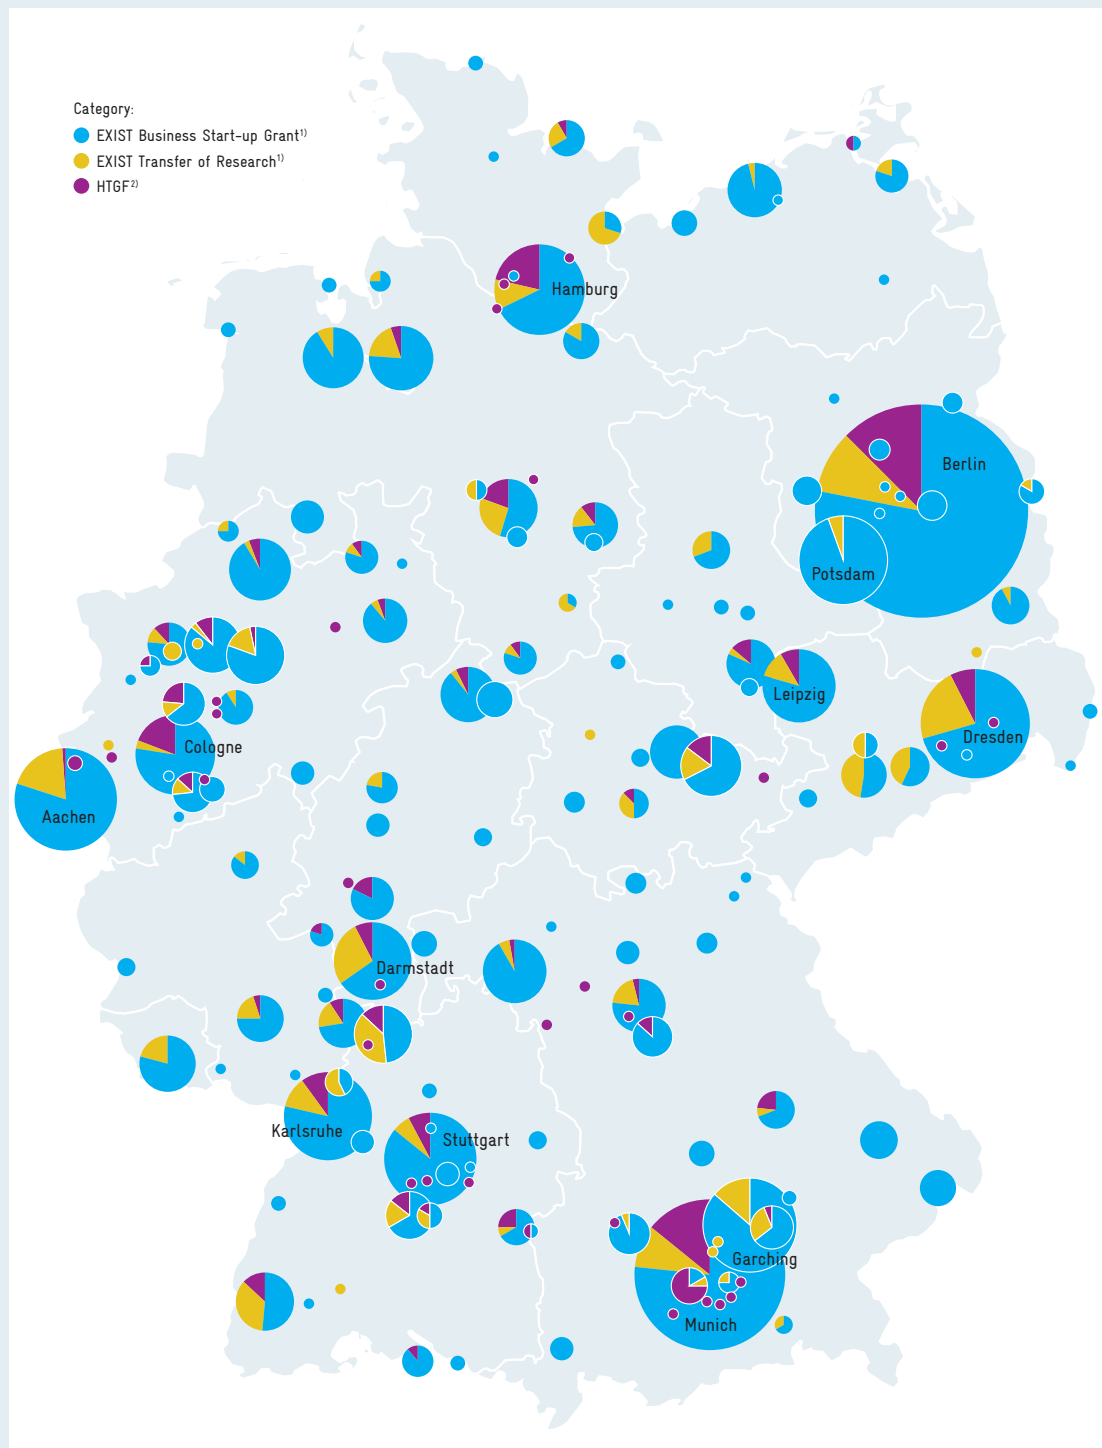 Category:
EXIST Business Start-up Grant¹⁾
EXIST Transfer of Research¹⁾
HTGF²⁾
Hamburg
Berlin
Potsdam
Leipzig
Dresden
Cologne
Aachen
Darmstadt
Karlsruhe
Stuttgart
Garching
Munich